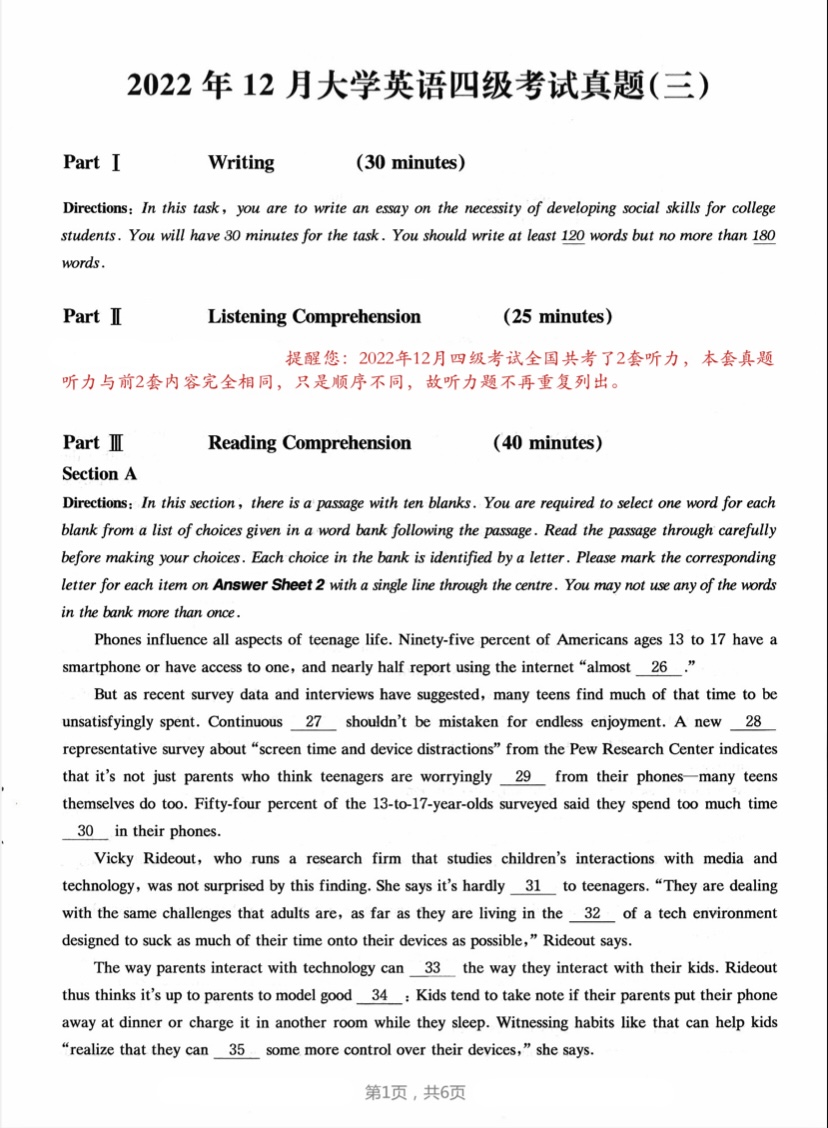 2022 年 12 月大学英语四级考试真题(三)
Part Ⅰ Writing (30 minutes)
Directions: In this task, you are to write an essay on the necessity of developing social skills for college
students. You will have 30 minutes for the task. You should write at least 120 words but no more than 180
words.
Part Ⅱ Listening Comprehension (25 minutes)
提醒您：2022年12月四级考试全国共考了2套听力，本套真题
听力与前2套内容完全相同，只是顺序不同，故听力题不再重复列出。
Part Ⅲ Reading Comprehension (40 minutes)
Section A
Directions: In this section, there is a passage with ten blanks. You are required to select one word for each
blank from a list of choices given in a word bank following the passage. Read the passage through carefully
before making your choices. Each choice in the bank is identified by a letter. Please mark the corresponding
letter for each item on Answer Sheet 2 with a single line through the centre. You may not use any of the words
in the bank more than once.
Phones influence all aspects of teenage life. Ninety-five percent of Americans ages 13 to 17 have a
smartphone or have access to one, and nearly half report using the internet “almost 26 .”
But as recent survey data and interviews have suggested, many teens find much of that time to be
unsatisfyingly spent. Continuous 27 shouldn’t be mistaken for endless enjoyment. A new 28
representative survey about “screen time and device distractions” from the Pew Research Center indicates
that it’s not just parents who think teenagers are worryingly 29 from their phones—many teens
themselves do too. Fifty-four percent of the 13-to-17-year-olds surveyed said they spend too much time
30 in their phones.
Vicky Rideout, who runs a research firm that studies children’s interactions with media and
technology, was not surprised by this finding. She says it’s hardly 31 to teenagers. “They are dealing
with the same challenges that adults are, as far as they are living in the 32 of a tech environment
designed to suck as much of their time onto their devices as possible,” Rideout says.
The way parents interact with technology can 33 the way they interact with their kids. Rideout
thus thinks it’s up to parents to model good 34 : Kids tend to take note if their parents put their phone
away at dinner or charge it in another room while they sleep. Witnessing habits like that can help kids
“realize that they can 35 some more control over their devices,” she says.
第1页，共6页